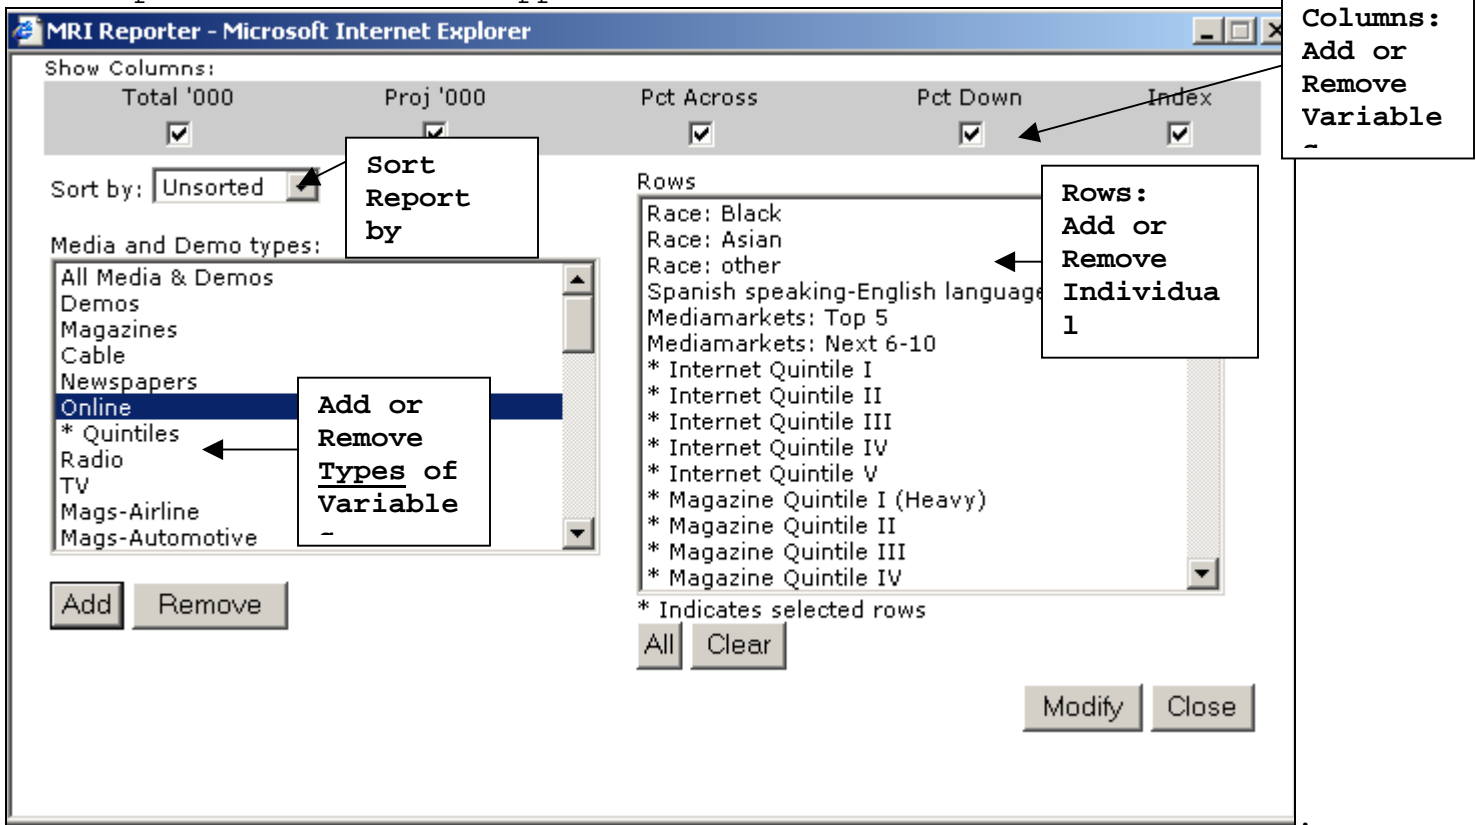 MRI Reporter - Microsoft Internet Explorer
Columns:
Add or
Remove
Variable
Show Columns:
Total '000 Proj '000 Pct Across Pct Down Index
Sort by: Unsorted
Sort
Report
by
Media and Demo types:
All Media & Demos
Demos
Magazines
Cable
Newspapers
Online
* Quintiles
Radio
TV
Mags-Airline
Mags-Automotive
Add or
Remove
Types of
Variable
Add Remove
Rows
Race: Black
Race: Asian
Race: other
Spanish speaking-English language
Mediamarkets: Top 5
Mediamarkets: Next 6-10
* Internet Quintile I
* Internet Quintile II
* Internet Quintile III
* Internet Quintile IV
* Internet Quintile V
* Magazine Quintile I (Heavy)
* Magazine Quintile II
* Magazine Quintile III
* Magazine Quintile IV
Rows:
Add or
Remove
Individua
l
* Indicates selected rows
All Clear
Modify Close
.